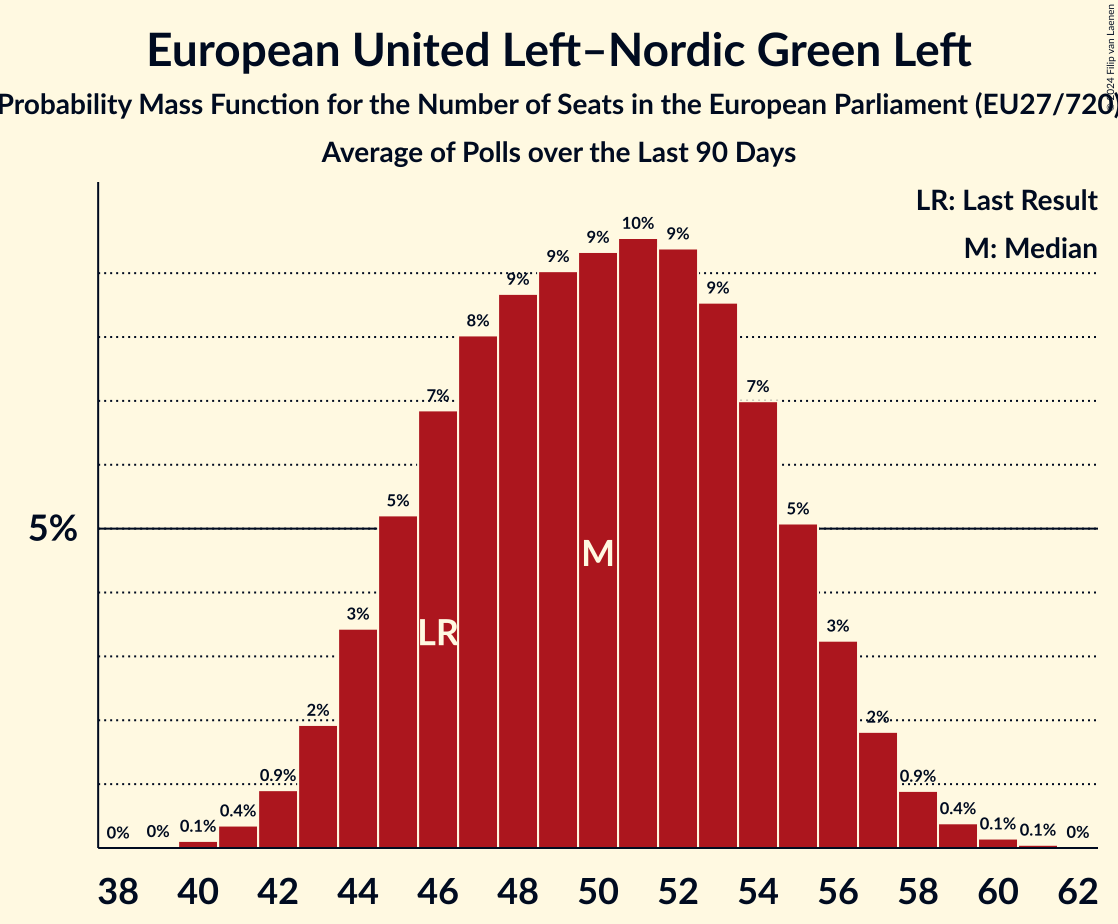 European United Left–Nordic Green Left
Probability Mass Function for the Number of Seats in the European Parliament (EU27/720)
Average of Polls over the Last 90 Days
© 2024 Filip van Laenen
LR: Last Result
M: Median
5%
0% 0% 0.1% 0.4% 0.9% 2% 3% 5% 7% 8% 9% 9% 9% 10% 9% 9% 7% 5% 3% 2% 0.9% 0.4% 0.1% 0.1% 0%
LR M
38 40 42 44 46 48 50 52 54 56 58 60 62